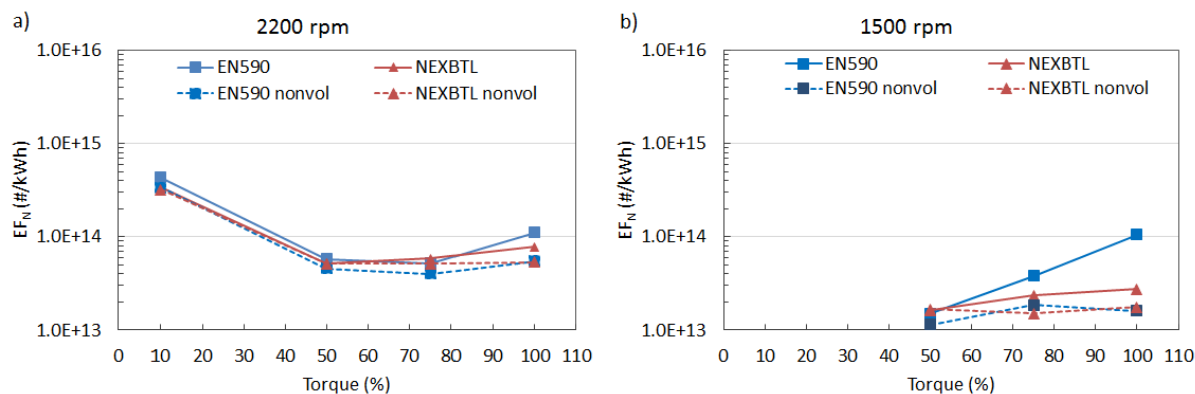 a)
2200 rpm
1.0E+16
1.0E+15
1.0E+14
1.0E+13
EF_N (#/kWh)
EN590
NEXBTL
EN590 nonvol
NEXBTL nonvol
0 10 20 30 40 50 60 70 80 90 100 110
Torque (%)
b)
1500 rpm
1.0E+16
1.0E+15
1.0E+14
1.0E+13
EF_N (#/kWh)
EN590
NEXBTL
EN590 nonvol
NEXBTL nonvol
0 10 20 30 40 50 60 70 80 90 100 110
Torque (%)